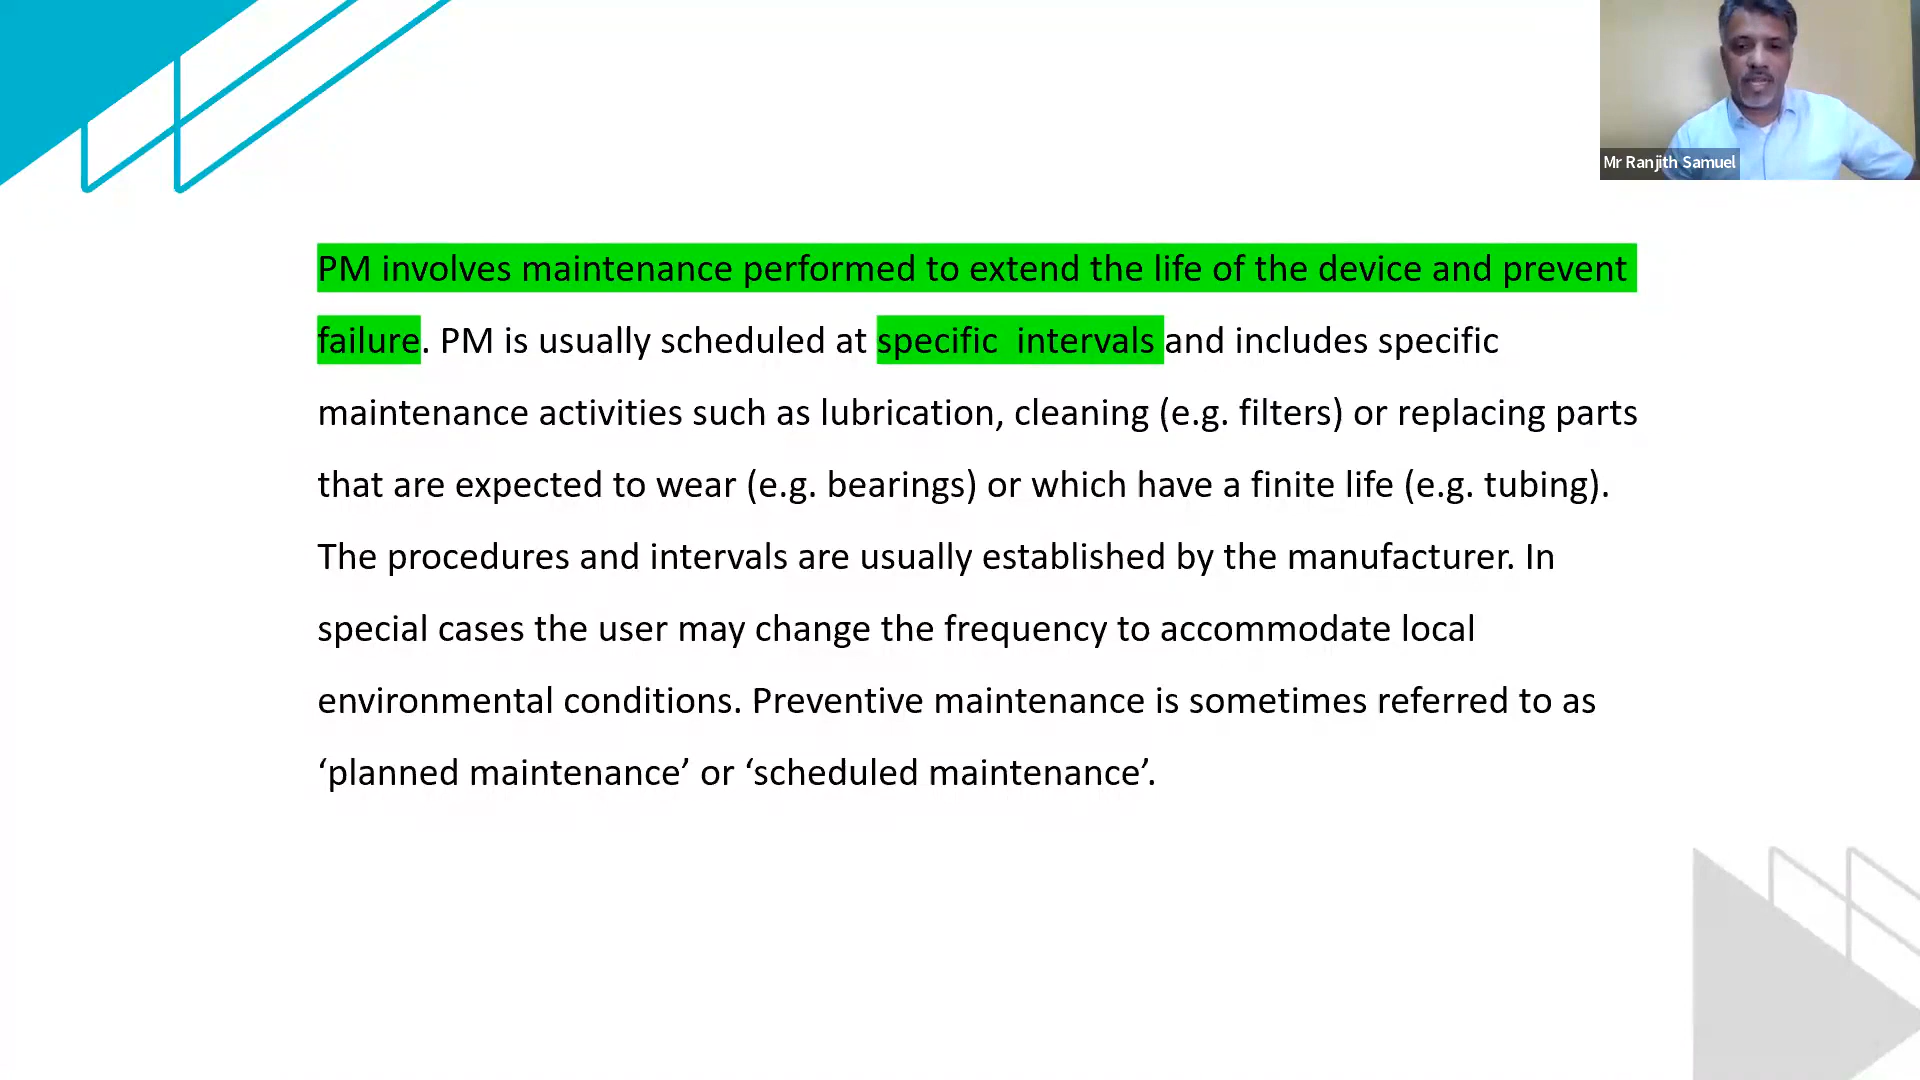 Mr Ranjith Samuel
PM involves maintenance performed to extend the life of the device and prevent
failure. PM is usually scheduled at specific  intervals and includes specific
maintenance activities such as lubrication, cleaning (e.g. filters) or replacing parts
that are expected to wear (e.g. bearings) or which have a finite life (e.g. tubing).
The procedures and intervals are usually established by the manufacturer. In
special cases the user may change the frequency to accommodate local
environmental conditions. Preventive maintenance is sometimes referred to as
‘planned maintenance’ or ‘scheduled maintenance’.